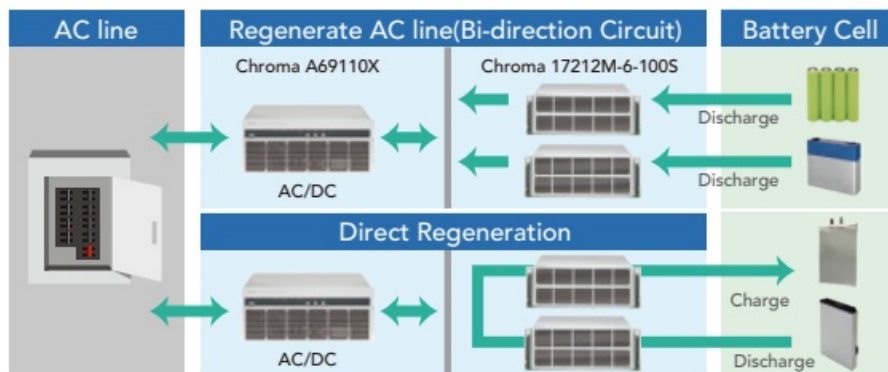 AC line
Regenerate AC line(Bi-direction Circuit)
Battery Cell
Chroma A69110X
Chroma 17212M-6-100S
Discharge
AC/DC
Discharge
Direct Regeneration
Charge
AC/DC
Discharge